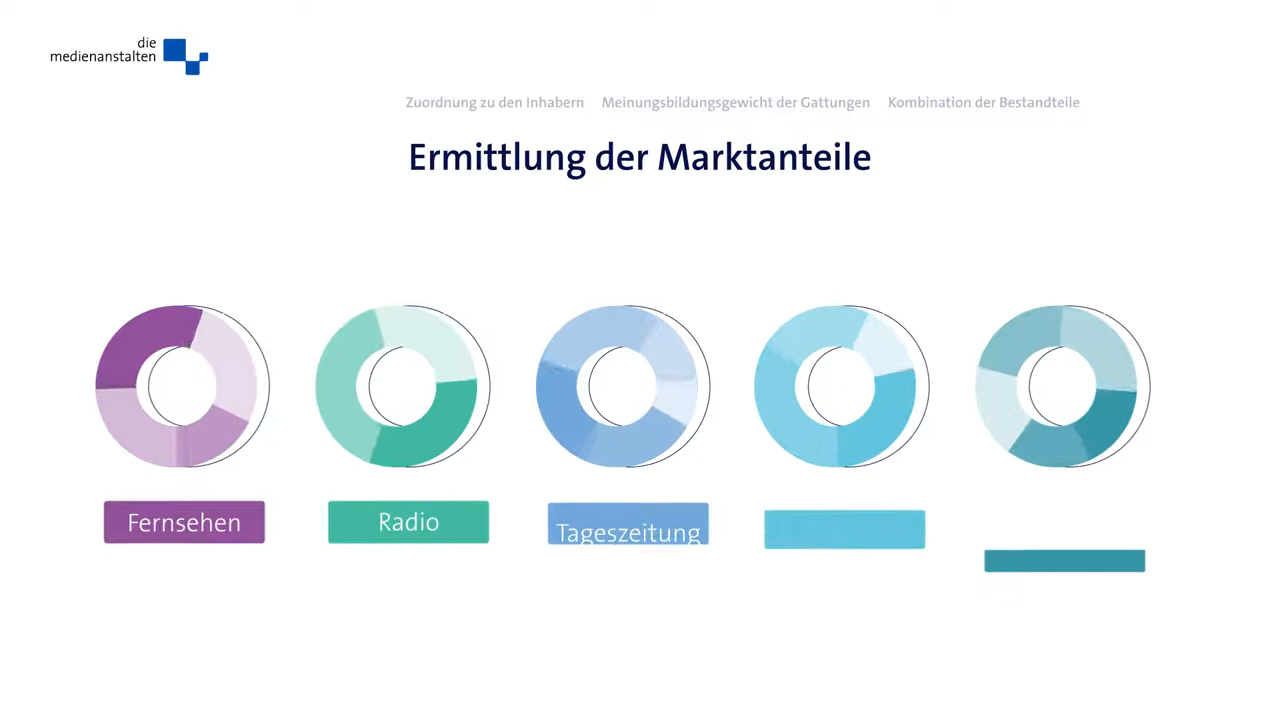 die
medienanstalten
Zuordnung zu den Inhabern Meinungsbildungsgewicht der Gattungen Kombination der Bestandteile
Ermittlung der Marktanteile
Fernsehen Radio Tageszeitung